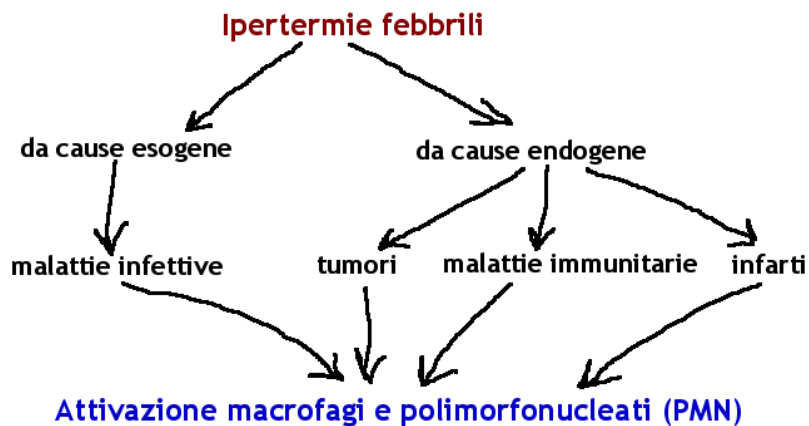 Ipertermie febbrili
da cause esogene
da cause endogene
malattie infettive
tumori
malattie immunitarie
infarti
Attivazione macrofagi e polimorfonucleati (PMN)